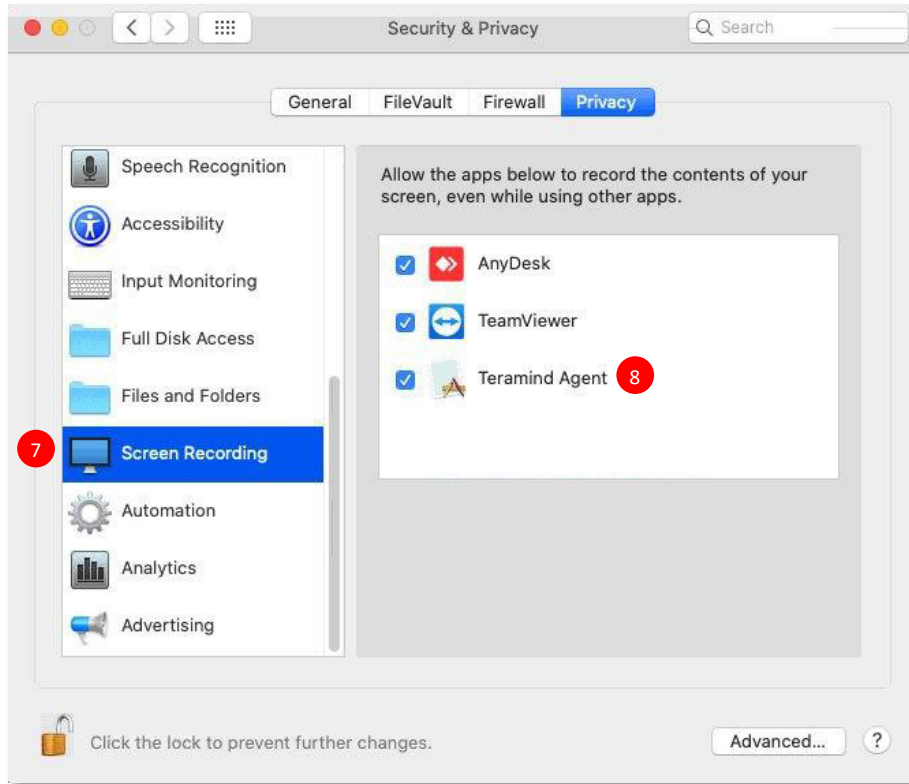 Security & Privacy
Search
General
FileVault
Firewall
Privacy
Speech Recognition
Accessibility
Input Monitoring
Full Disk Access
Files and Folders
7
Screen Recording
Automation
Analytics
Advertising
Allow the apps below to record the contents of your
screen, even while using other apps.
AnyDesk
TeamViewer
Teramind Agent 8
Click the lock to prevent further changes.
Advanced...
?